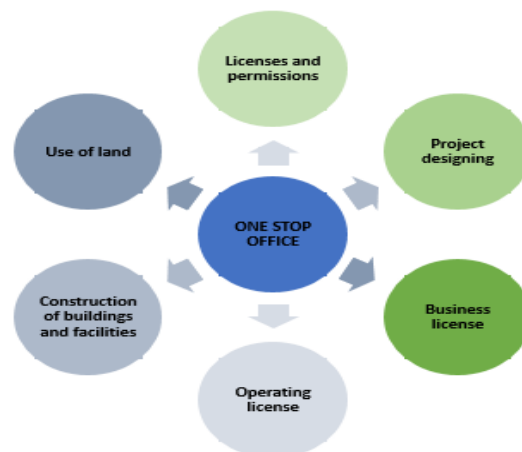 Licenses and
permissions
Use of land
Project
designing
ONE STOP
OFFICE
Construction
of buildings
and facilities
Business
license
Operating
license